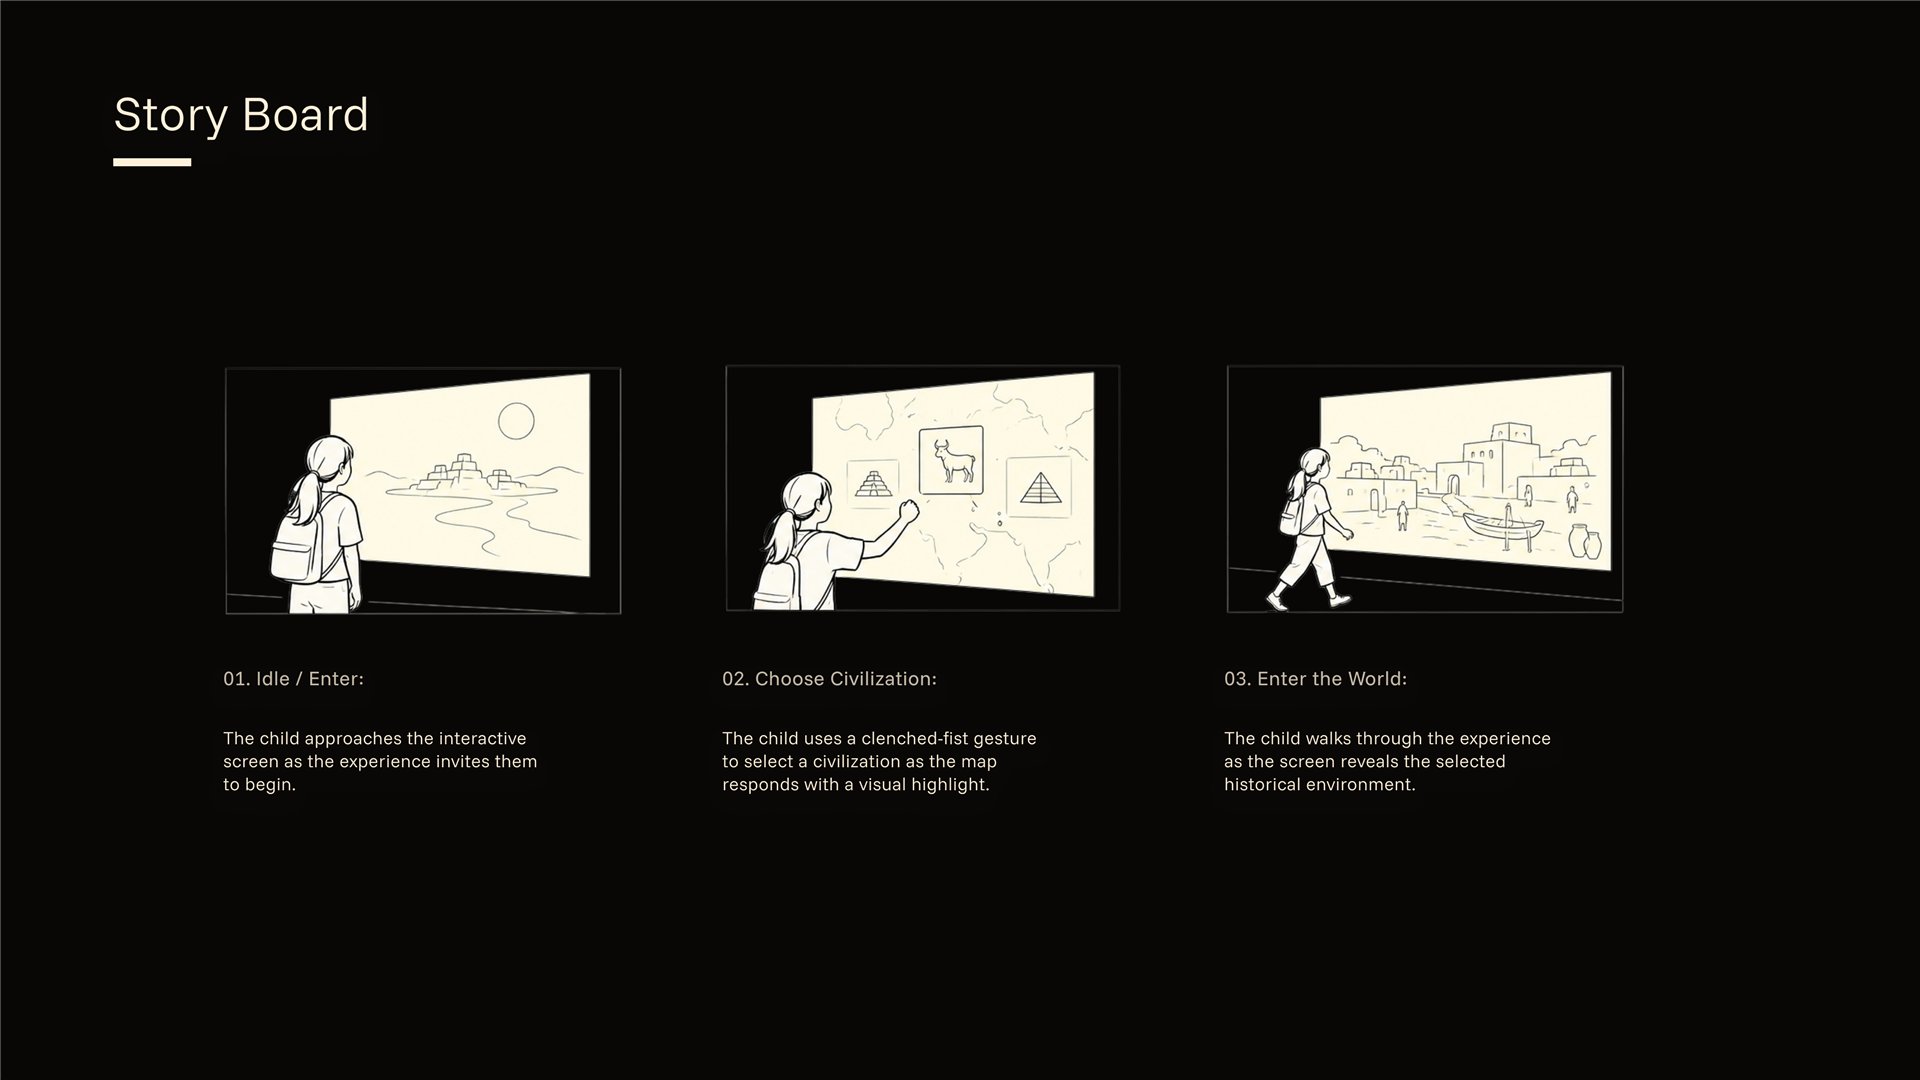 Story Board
01. Idle / Enter:
The child approaches the interactive
screen as the experience invites them
to begin.
02. Choose Civilization:
The child uses a clenched-fist gesture
to select a civilization as the map
responds with a visual highlight.
03. Enter the World:
The child walks through the experience
as the screen reveals the selected
historical environment.